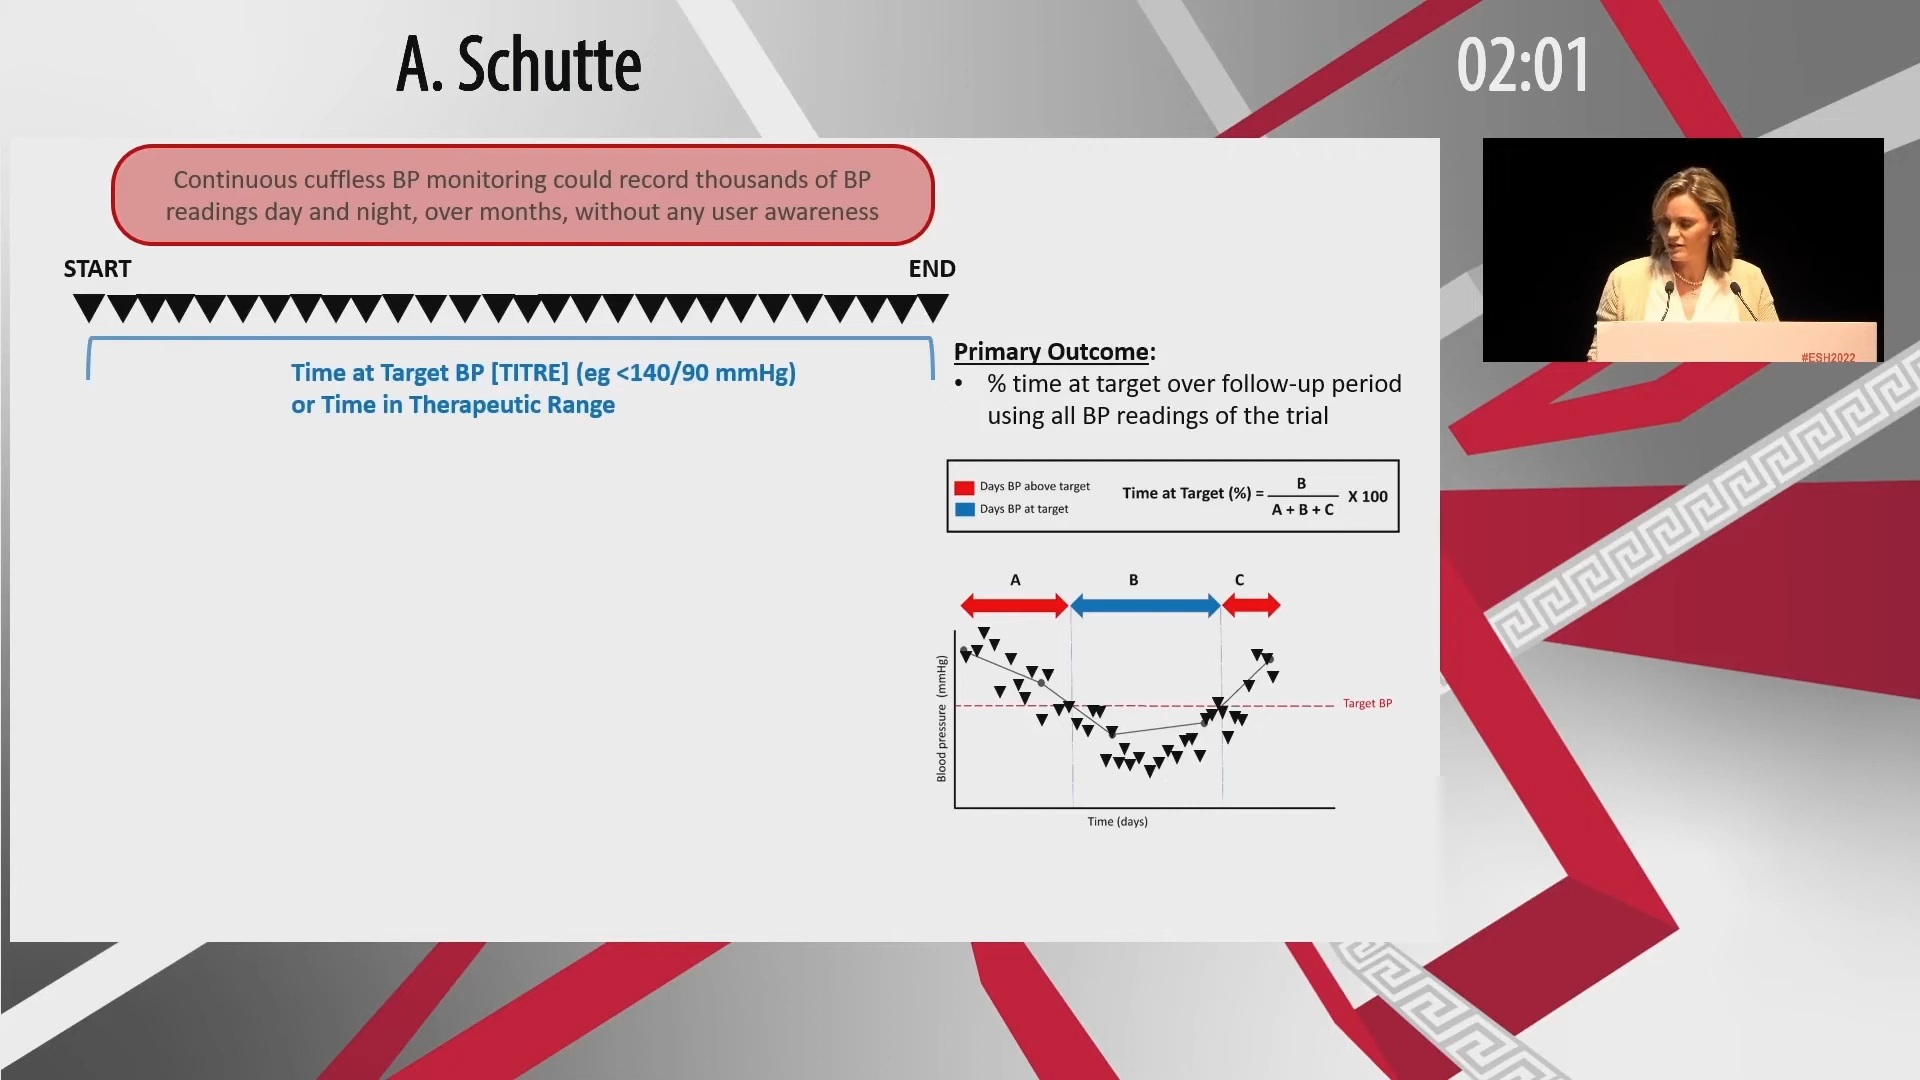 A. Schutte
02:01
Continuous cuffless BP monitoring could record thousands of BP
readings day and night, over months, without any user awareness
START
END
Time at Target BP [TITRE] (eg <140/90 mmHg)
or Time in Therapeutic Range
Primary Outcome:
• % time at target over follow-up period
using all BP readings of the trial
Days BP above target
Days BP at target
Time at Target (%) = B
A + B + C
X 100
A
B
C
Blood pressure (mmHg)
Target BP
Time (days)
#ESH2022